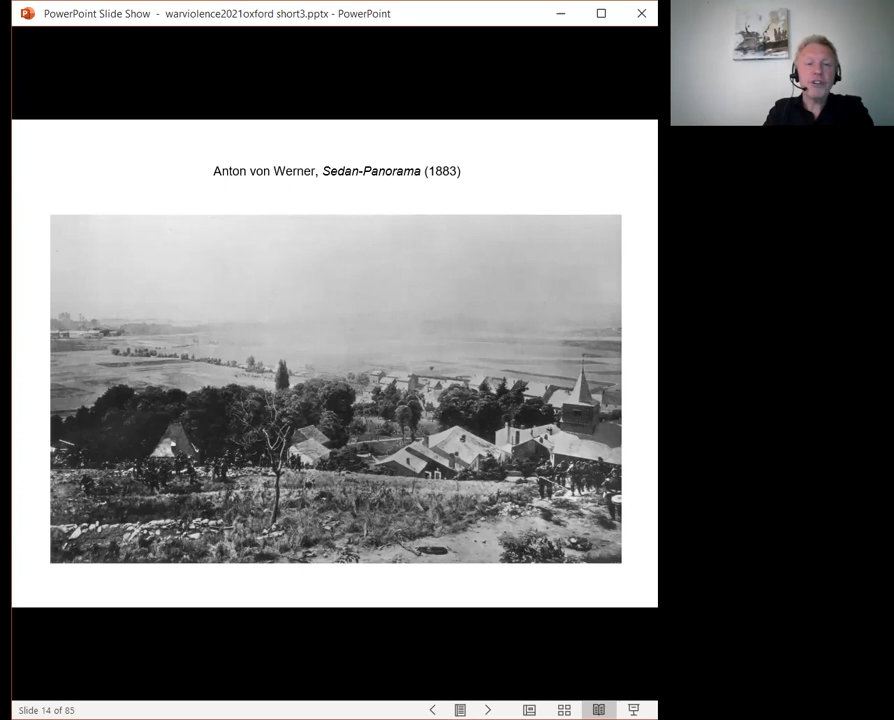 PowerPoint Slide Show - warviolence2021oxford short3.pptx - PowerPoint
Anton von Werner, Sedan-Panorama (1883)
Slide 14 of 85